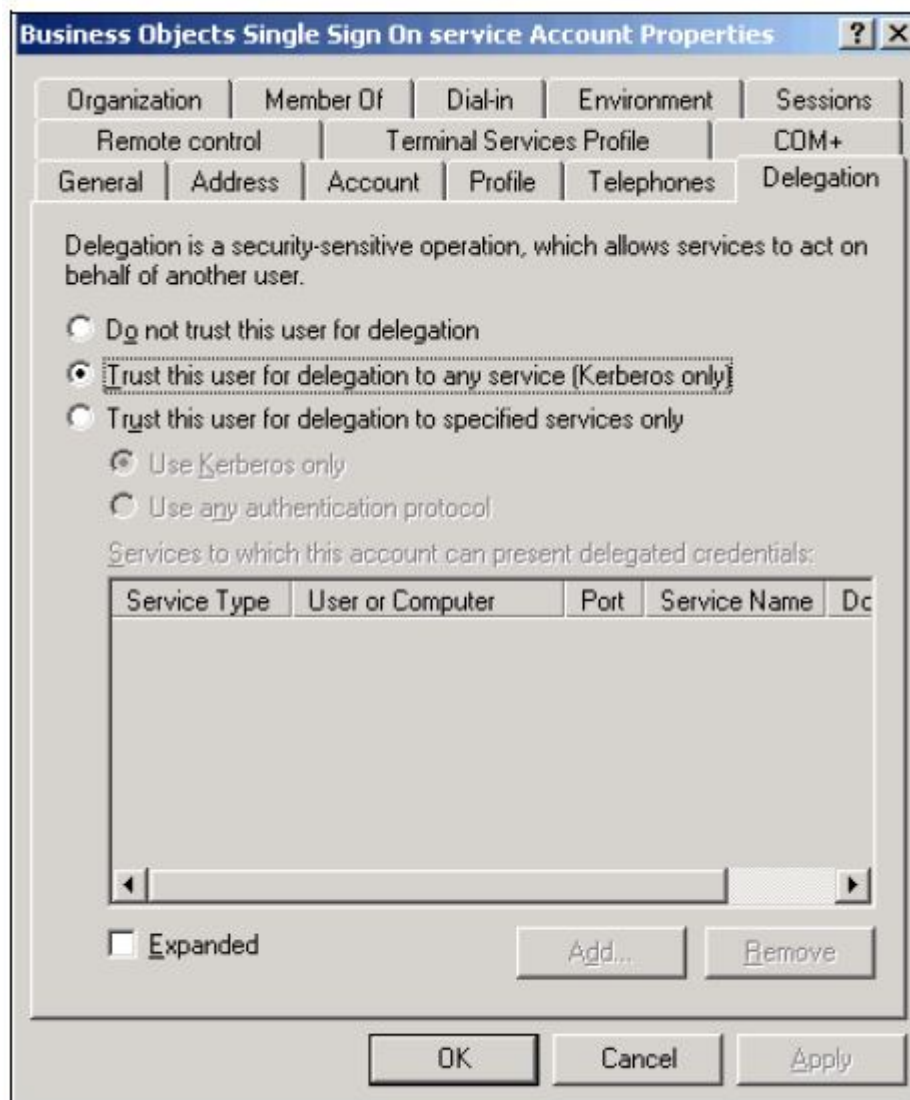 Business Objects Single Sign On service Account Properties
Organization Member Of Dial-in Environment Sessions
Remote control Terminal Services Profile COM+
General Address Account Profile Telephones Delegation
Delegation is a security-sensitive operation, which allows services to act on
behalf of another user.
Do not trust this user for delegation
Trust this user for delegation to any service (Kerberos only)
Trust this user for delegation to specified services only
Use Kerberos only
Use any authentication protocol
Services to which this account can present delegated credentials:
Service Type User or Computer Port Service Name Dc
Expanded Add... Remove
OK Cancel Apply